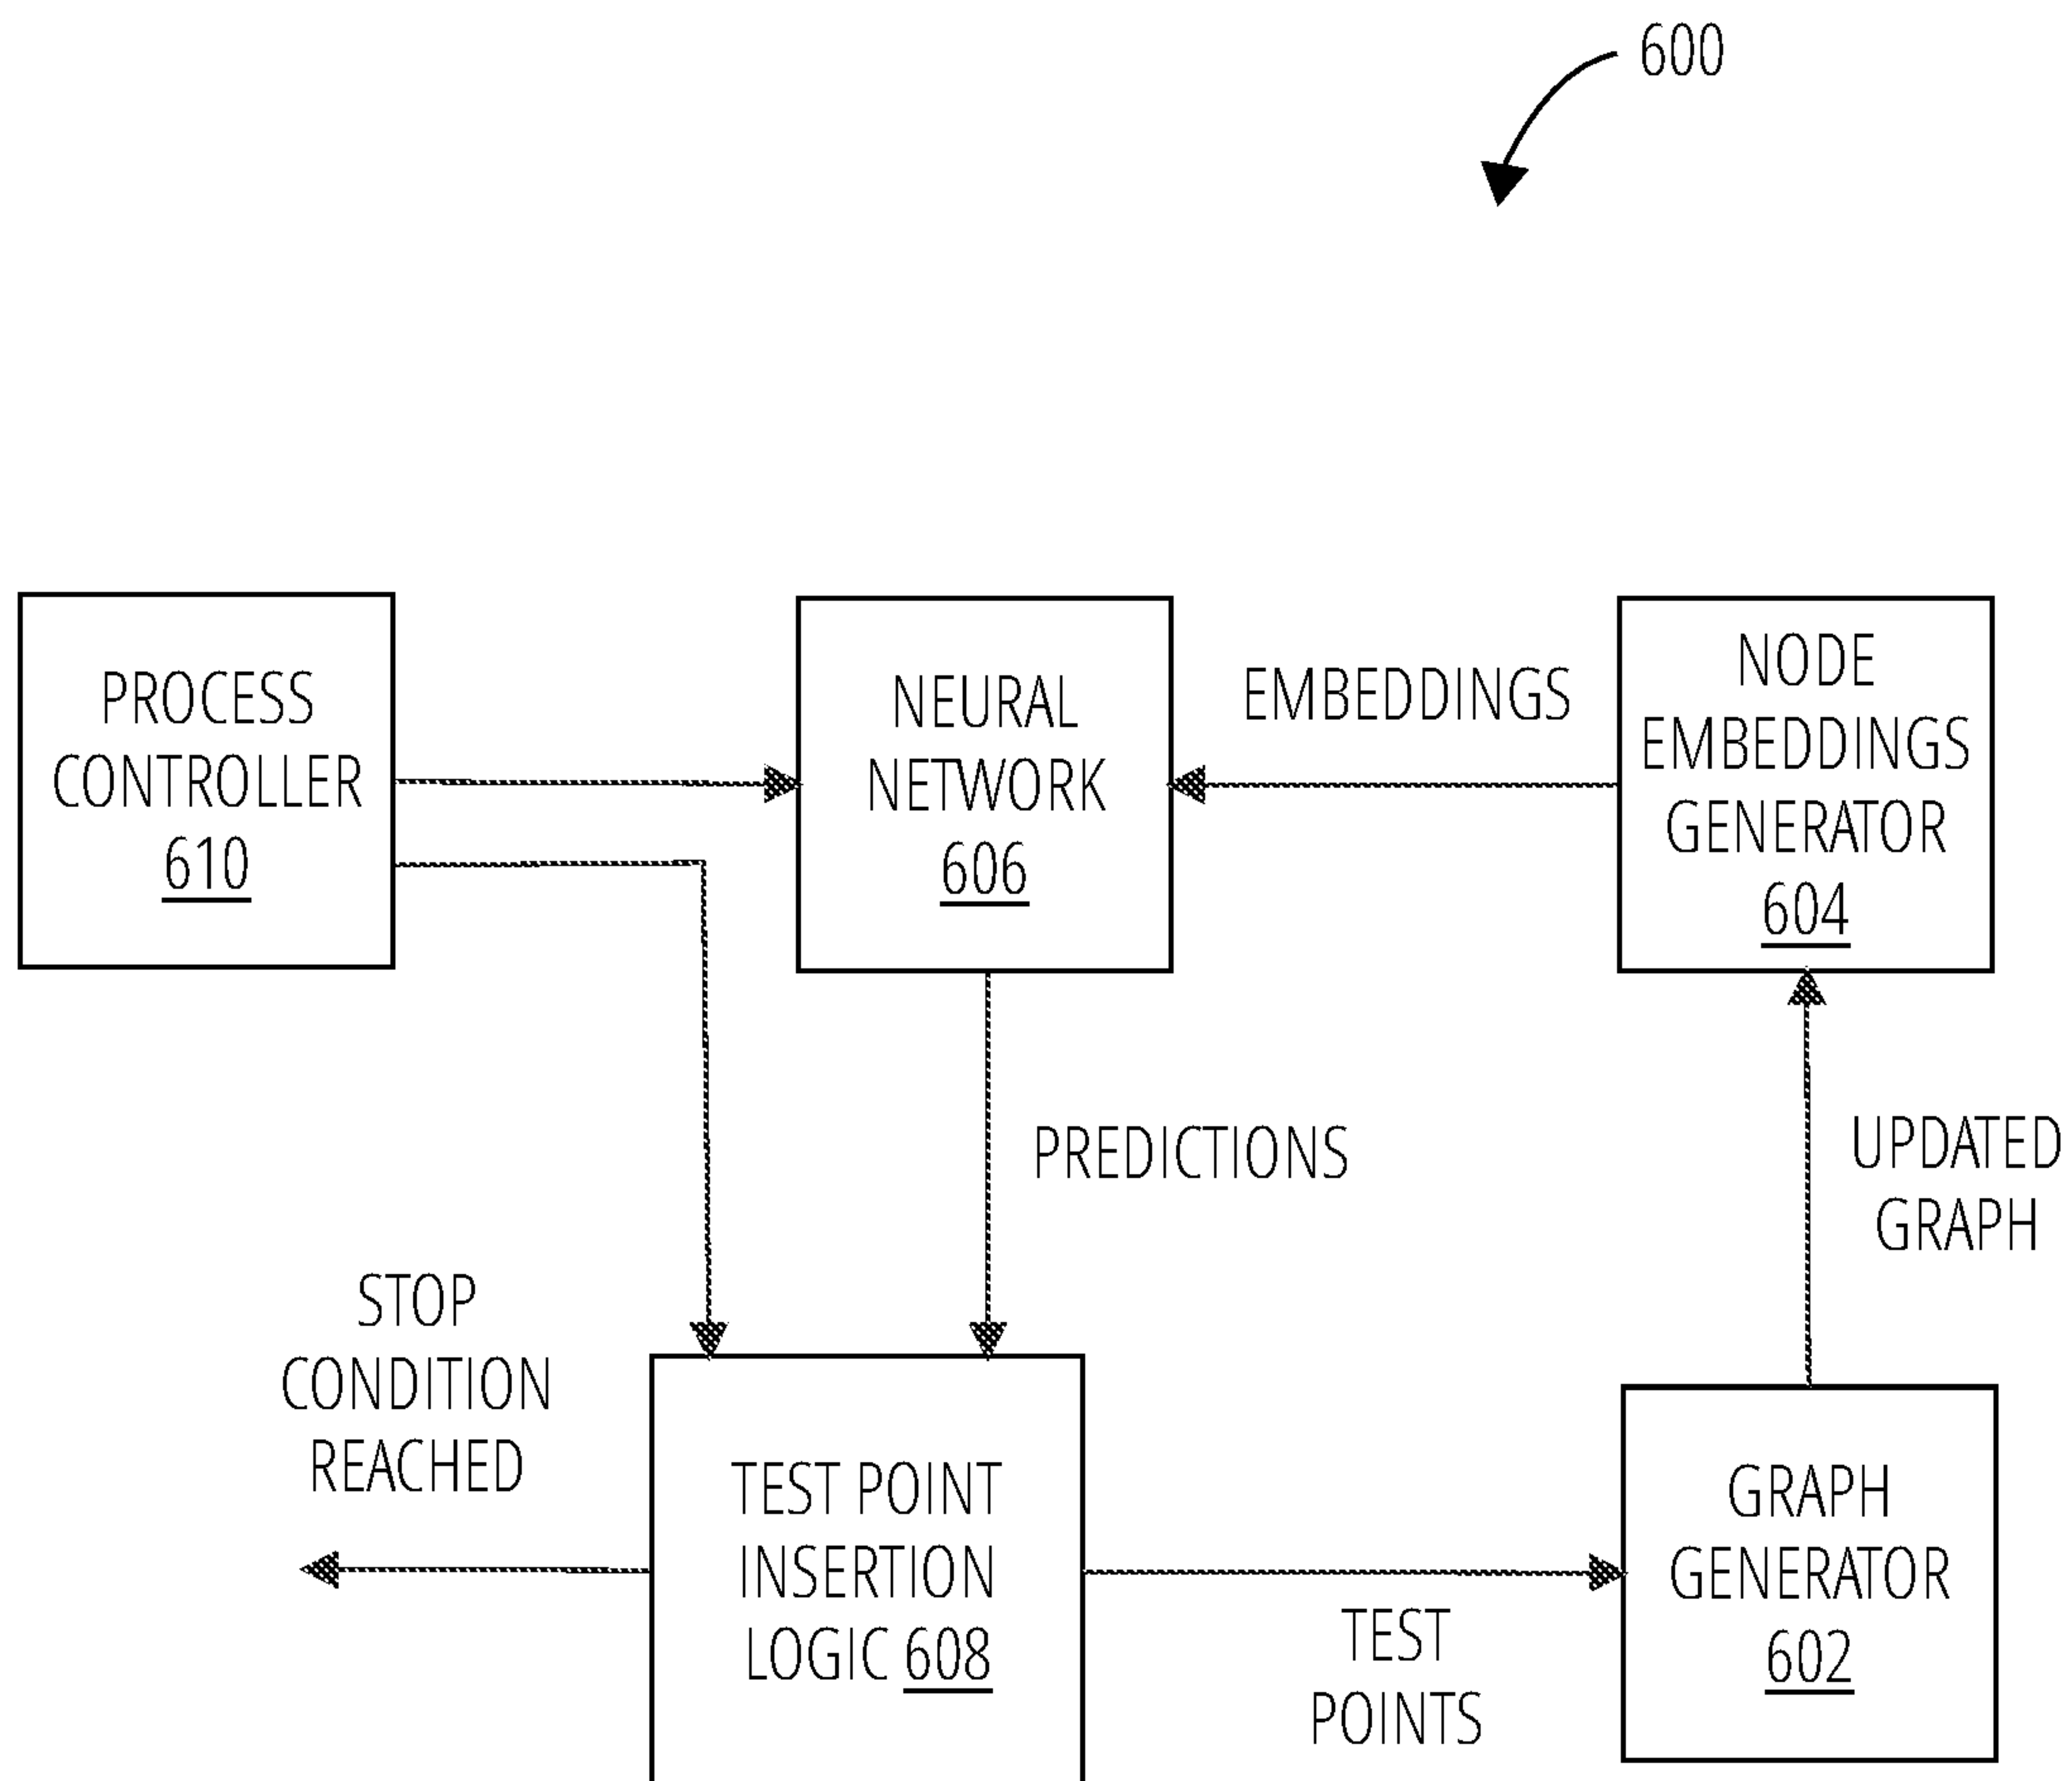 600
PROCESS
CONTROLLER
610
NEURAL
NETWORK
606
EMBEDDINGS
NODE
EMBEDDINGS
GENERATOR
604
PREDICTIONS
UPDATED
GRAPH
STOP
CONDITION
REACHED
TEST POINT
INSERTION
LOGIC 608
TEST
POINTS
GRAPH
GENERATOR
602